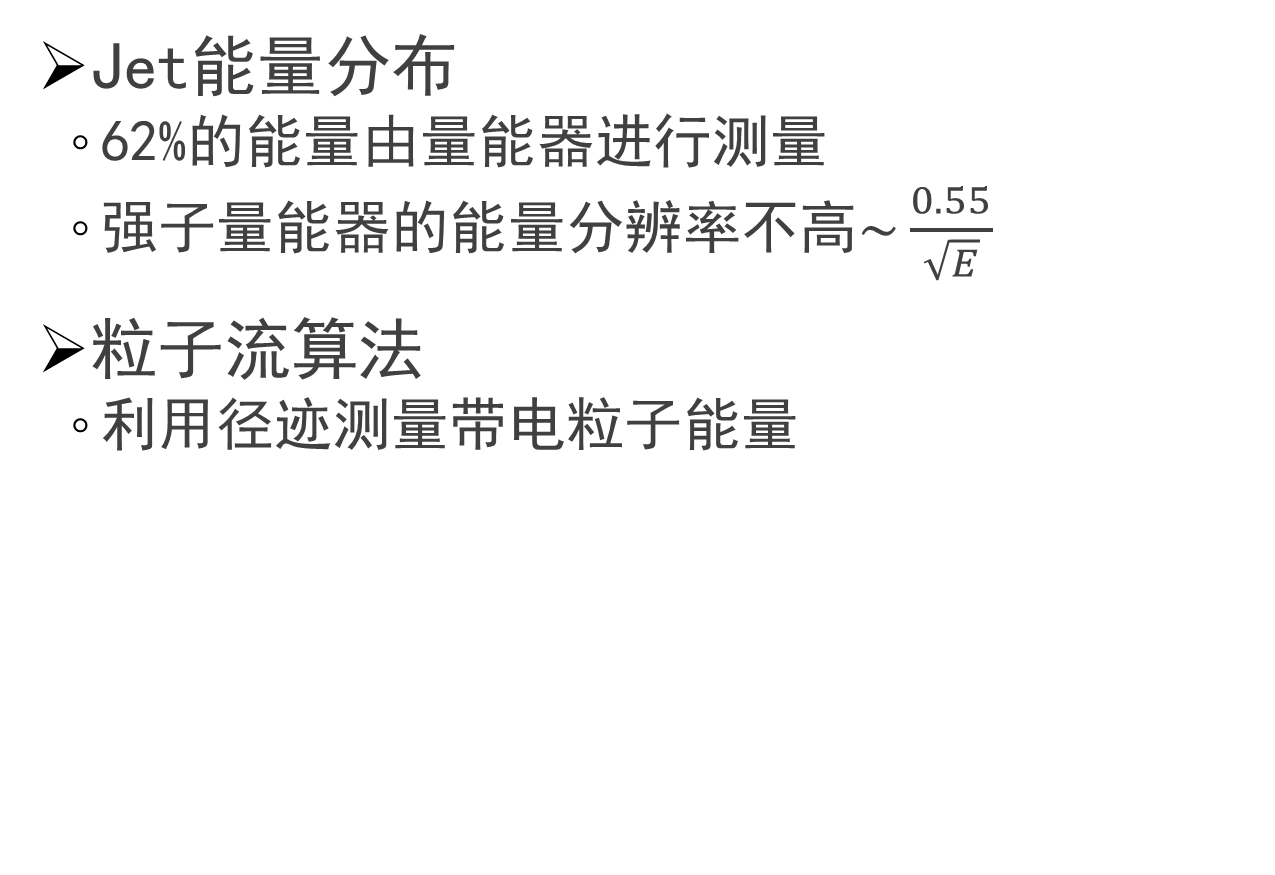 ➢Jet能量分布
◦62%的能量由量能器进行测量
◦强子量能器的能量分辨率不高~ $\frac{0.55}{\sqrt{E}}$
➢粒子流算法
◦利用径迹测量带电粒子能量